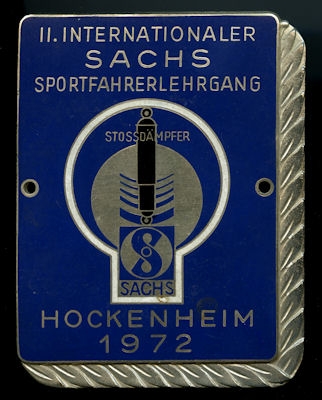 II. INTERNATIONALER
SACHS
SPORTFAHRERLEHRGANG
STOSSDÄMPFER
SACHS
HOCKENHEIM
1972